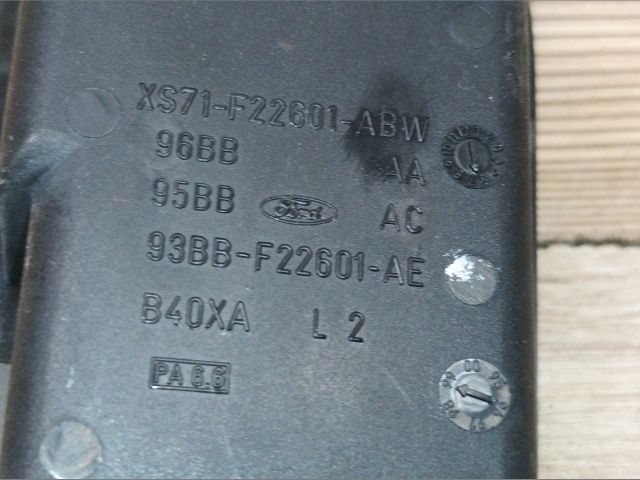 XS71-F22601-ABW
96BB AA
95BB Ford AC
93BB-F22601-AE
B40XA L 2
PA 6.6